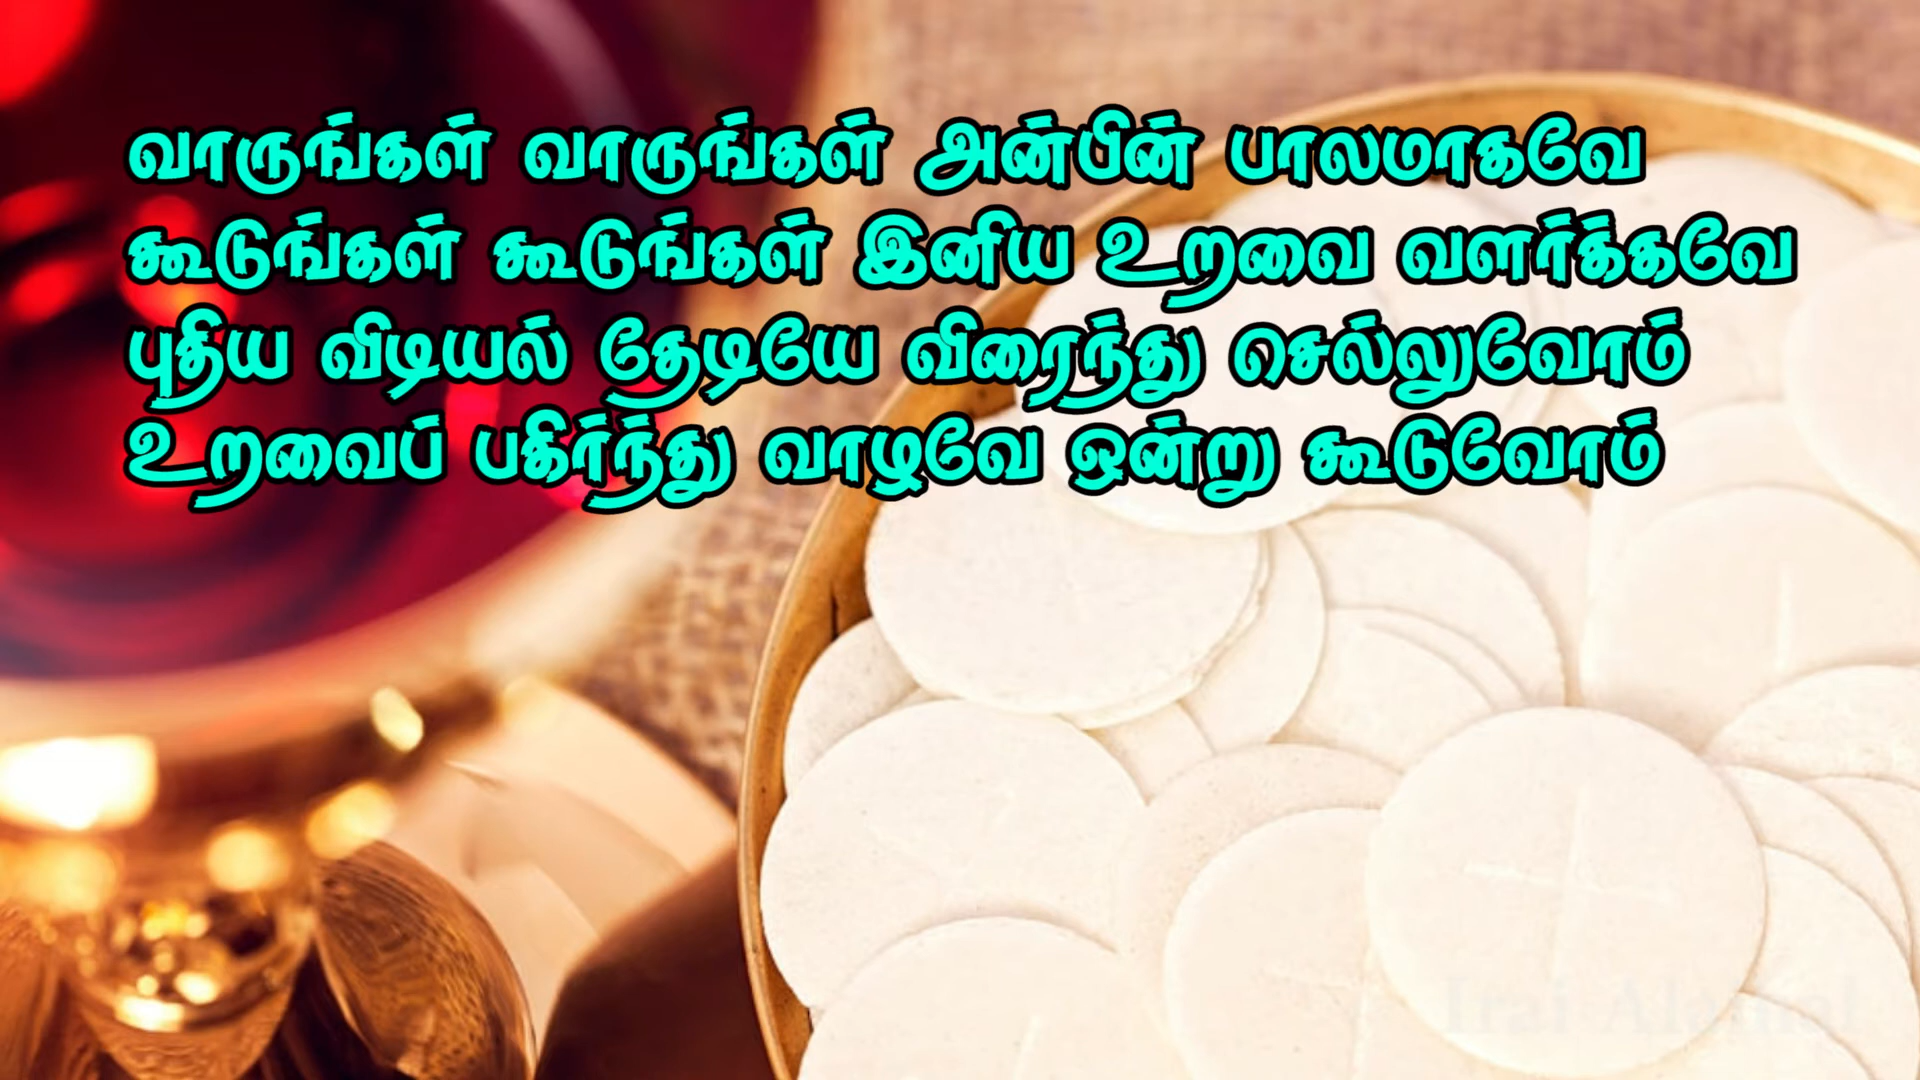 வாருங்கள் வாருங்கள் அன்பின் பாலமாகவே
கூடுங்கள் கூடுங்கள் இனிய உறவை வளர்க்கவே
புதிய விடியல் தேடியே விரைந்து செல்லுவோம்
உறவைப் பகிர்ந்து வாழவே ஒன்று கூடுவோம்